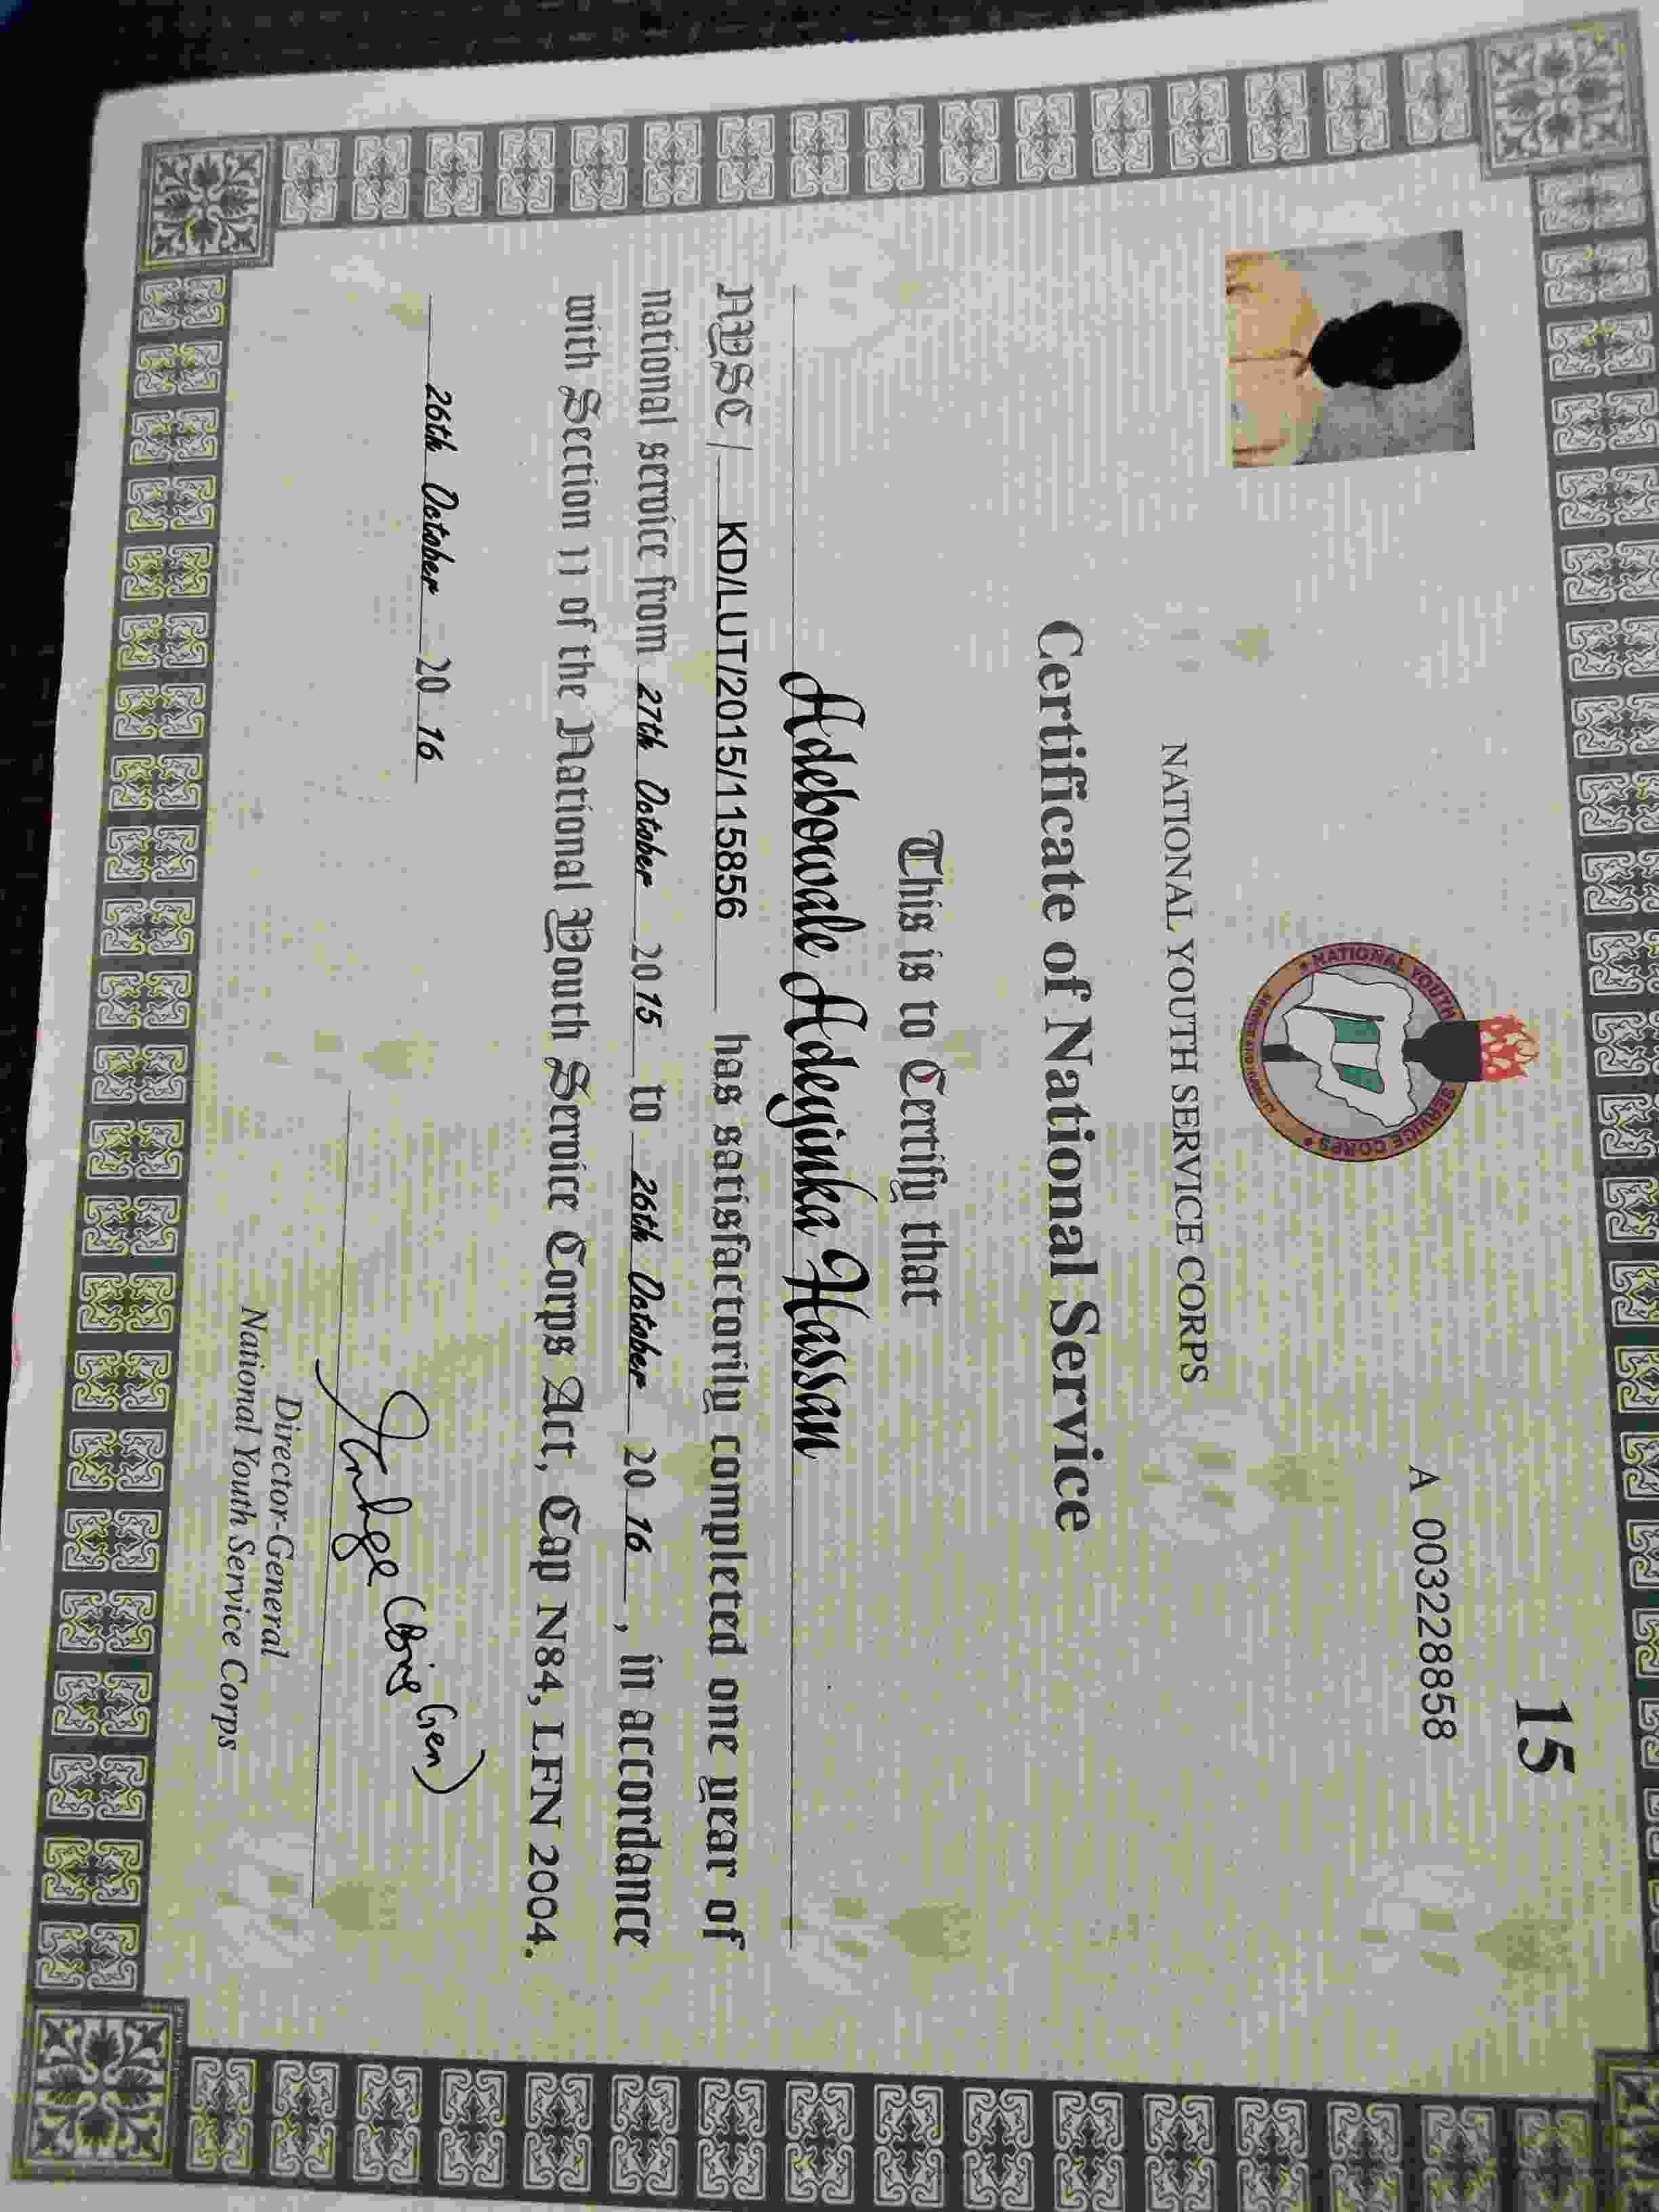 15
A 003228858
NATIONAL YOUTH SERVICE CORPS
NATIONAL YOUTH SERVICE CORPS
Certificate of National Service
This is to Certify that
Adebowale Adeyinka Hassan
NYSC / KD/LUT/2015/115856 has satisfactorily completed one year of
national service from 27th October 2015 to 26th October 2016, in accordance
with Section 11 of the National Youth Service Corps Act, Cap N84, LFN 2004.
26th October 2016
(Brig Gen)
Director-General
National Youth Service Corps